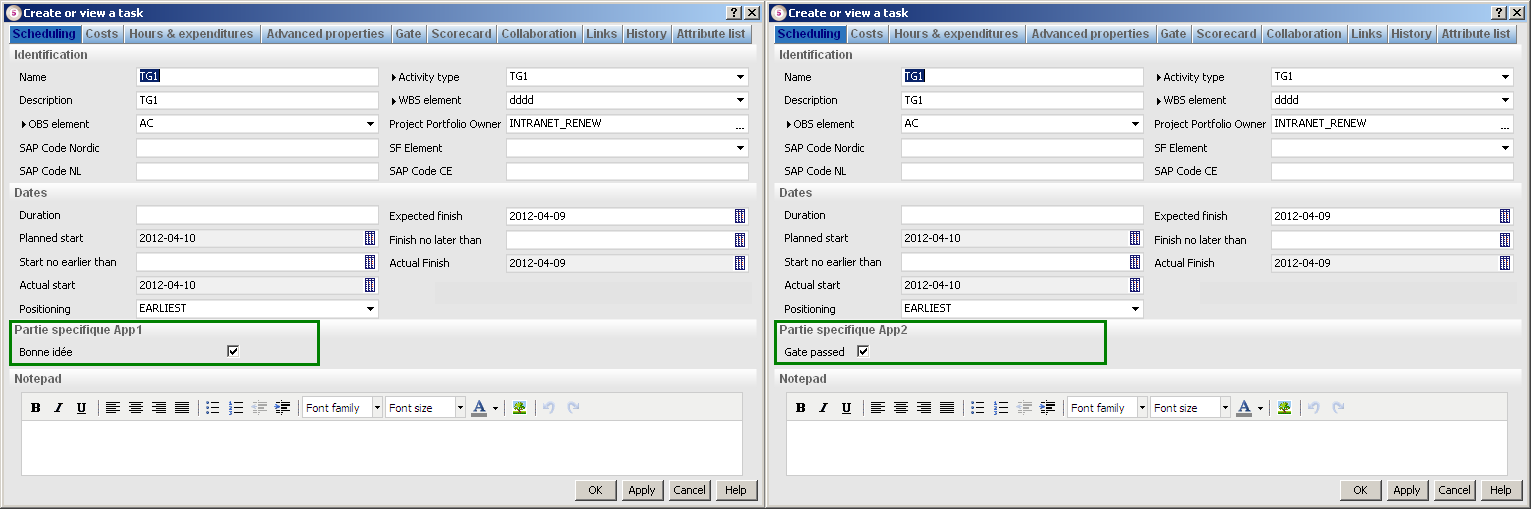 Create or view a task
Scheduling Costs Hours & expenditures Advanced properties Gate Scorecard Collaboration Links History Attribute list
Identification
Name TG1 Activity type TG1
Description TG1 WBS element dddd
OBS element AC Project Portfolio Owner INTRANET_RENEW ...
SAP Code Nordic SF Element
SAP Code NL SAP Code CE
Dates
Duration Expected finish 2012-04-09
Planned start 2012-04-10 Finish no later than
Start no earlier than Actual Finish 2012-04-09
Actual start 2012-04-10
Positioning EARLIEST
Partie specifique App1
Bonne idée
Notepad
B I U Font family Font size A
OK Apply Cancel Help
Create or view a task
Scheduling Costs Hours & expenditures Advanced properties Gate Scorecard Collaboration Links History Attribute list
Identification
Name TG1 Activity type TG1
Description TG1 WBS element dddd
OBS element AC Project Portfolio Owner INTRANET_RENEW ...
SAP Code Nordic SF Element
SAP Code NL SAP Code CE
Dates
Duration Expected finish 2012-04-09
Planned start 2012-04-10 Finish no later than
Start no earlier than Actual Finish 2012-04-09
Actual start 2012-04-10
Positioning EARLIEST
Partie specifique App2
Gate passed
Notepad
B I U Font family Font size A
OK Apply Cancel Help